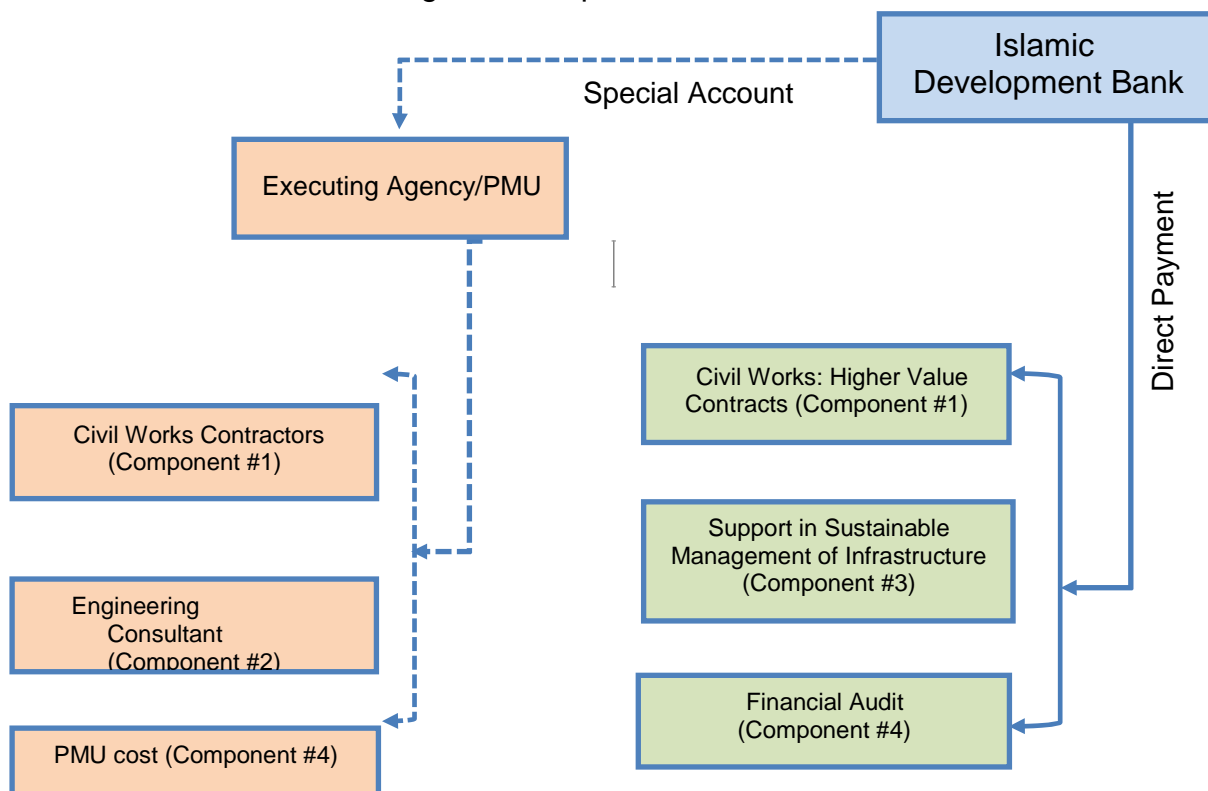 Islamic
Development Bank
Special Account
Executing Agency/PMU
Direct Payment
Civil Works: Higher Value
Contracts (Component #1)
Civil Works Contractors
(Component #1)
Support in Sustainable
Management of Infrastructure
(Component #3)
Engineering
Consultant
(Component #2)
Financial Audit
(Component #4)
PMU cost (Component #4)